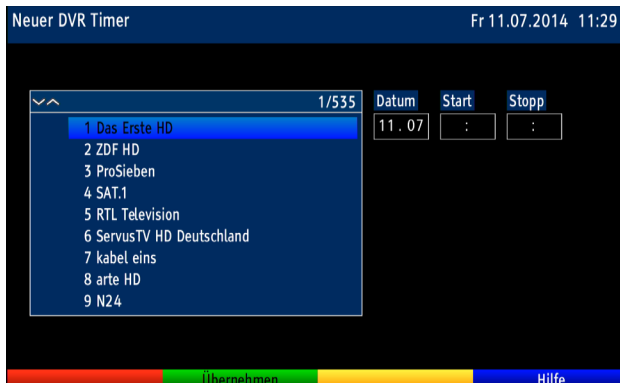 Neuer DVR Timer Fr 11.07.2014 11:29
1/535 Datum Start Stopp
1 Das Erste HD 11.07 : :
2 ZDF HD
3 ProSieben
4 SAT.1
5 RTL Television
6 ServusTV HD Deutschland
7 kabel eins
8 arte HD
9 N24
Übernehmen Hilfe